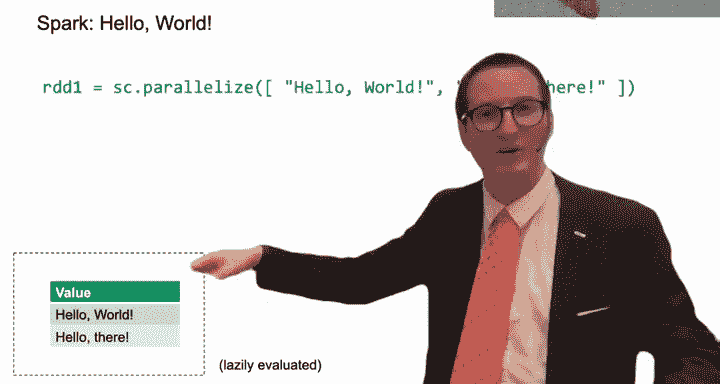 Spark: Hello, World!
rdd1 = sc.parallelize([ "Hello, World!", " here!" ])
Value
Hello, World!
Hello, there!
(lazily evaluated)